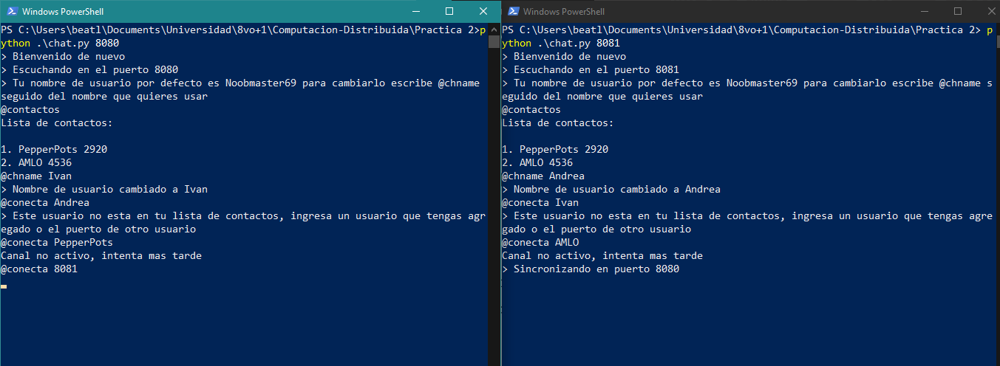 Windows PowerShell
PS C:\Users\beatl\Documents\Universidad\8vo+1\Computacion-Distribuida\Practica 2>p
ython .\chat.py 8080
> Bienvenido de nuevo
> Escuchando en el puerto 8080
> Tu nombre de usuario por defecto es Noobmaster69 para cambiarlo escribe @chname
seguido del nombre que quieres usar
@contactos
Lista de contactos:
1. PepperPots 2920
2. AMLO 4536
@chname Ivan
> Nombre de usuario cambiado a Ivan
@conecta Andrea
> Este usuario no esta en tu lista de contactos, ingresa un usuario que tengas agr
egado o el puerto de otro usuario
@conecta PepperPots
Canal no activo, intenta mas tarde
@conecta 8081
Windows PowerShell
PS C:\Users\beatl\Documents\Universidad\8vo+1\Computacion-Distribuida\Practica 2> p
ython .\chat.py 8081
> Bienvenido de nuevo
> Escuchando en el puerto 8081
> Tu nombre de usuario por defecto es Noobmaster69 para cambiarlo escribe @chname s
eguido del nombre que quieres usar
@contactos
Lista de contactos:
1. PepperPots 2920
2. AMLO 4536
@chname Andrea
> Nombre de usuario cambiado a Andrea
@conecta Ivan
> Este usuario no esta en tu lista de contactos, ingresa un usuario que tengas agre
gado o el puerto de otro usuario
@conecta AMLO
Canal no activo, intenta mas tarde
> Sincronizando en puerto 8080